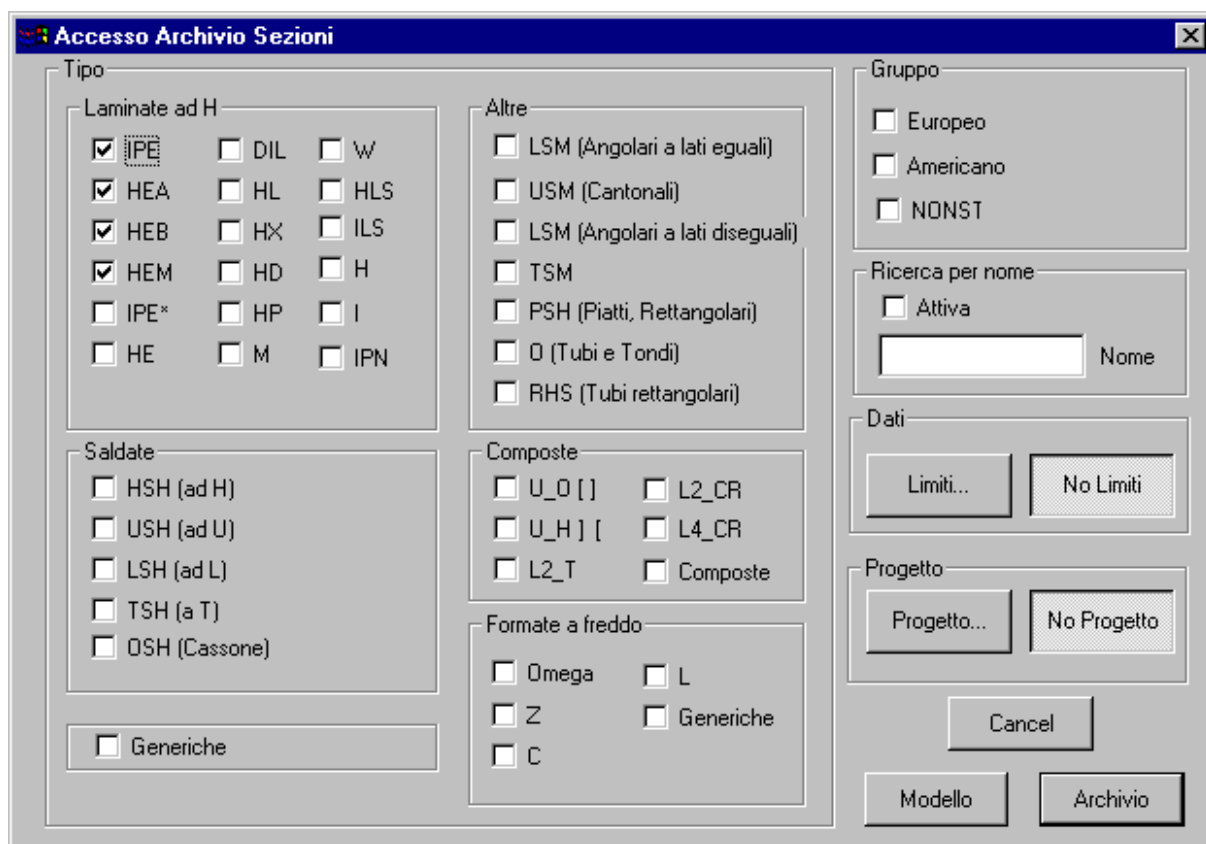 Accesso Archivio Sezioni
Tipo
Laminate ad H
IPE DIL W
HEA HL HLS
HEB HX ILS
HEM HD H
IPE* HP I
HE M IPN
Altre
LSM (Angolari a lati eguali)
USM (Cantonali)
LSM (Angolari a lati diseguali)
TSM
PSH (Piatti, Rettangolari)
O (Tubi e Tondi)
RHS (Tubi rettangolari)
Saldate
HSH (ad H)
USH (ad U)
LSH (ad L)
TSH (a T)
OSH (Cassone)
Generiche
Composte
U_O [ ] L2_CR
U_H ] [ L4_CR
L2_T Composte
Formate a freddo
Omega L
Z Generiche
C
Gruppo
Europeo
Americano
NONST
Ricerca per nome
Attiva
Nome
Dati
Limiti... No Limiti
Progetto
Progetto... No Progetto
Cancel
Modello Archivio